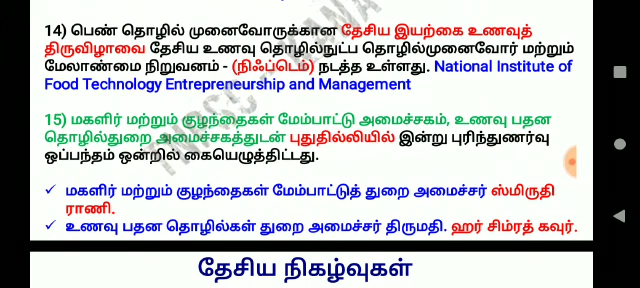 14) பெண் தொழில் முனைவோருக்கான தேசிய இயற்கை உணவுத்
திருவிழாவை தேசிய உணவு தொழில்நுட்ப தொழில்முனைவோர் மற்றும்
மேலாண்மை நிறுவனம் - (நிஃப்டெம்) நடத்த உள்ளது. National Institute of
Food Technology Entrepreneurship and Management
15) மகளிர் மற்றும் குழந்தைகள் மேம்பாட்டு அமைச்சகம், உணவு பதன
தொழில்துறை அமைச்சகத்துடன் புதுதில்லியில் இன்று புரிந்துணர்வு
ஒப்பந்தம் ஒன்றில் கையெழுத்திட்டது.
✓ மகளிர் மற்றும் குழந்தைகள் மேம்பாட்டுத் துறை அமைச்சர் ஸ்மிருதி
ராணி.
✓ உணவு பதன தொழில்கள் துறை அமைச்சர் திருமதி. ஹர் சிம்ரத் கவுர்.
தேசிய நிகழ்வுகள்